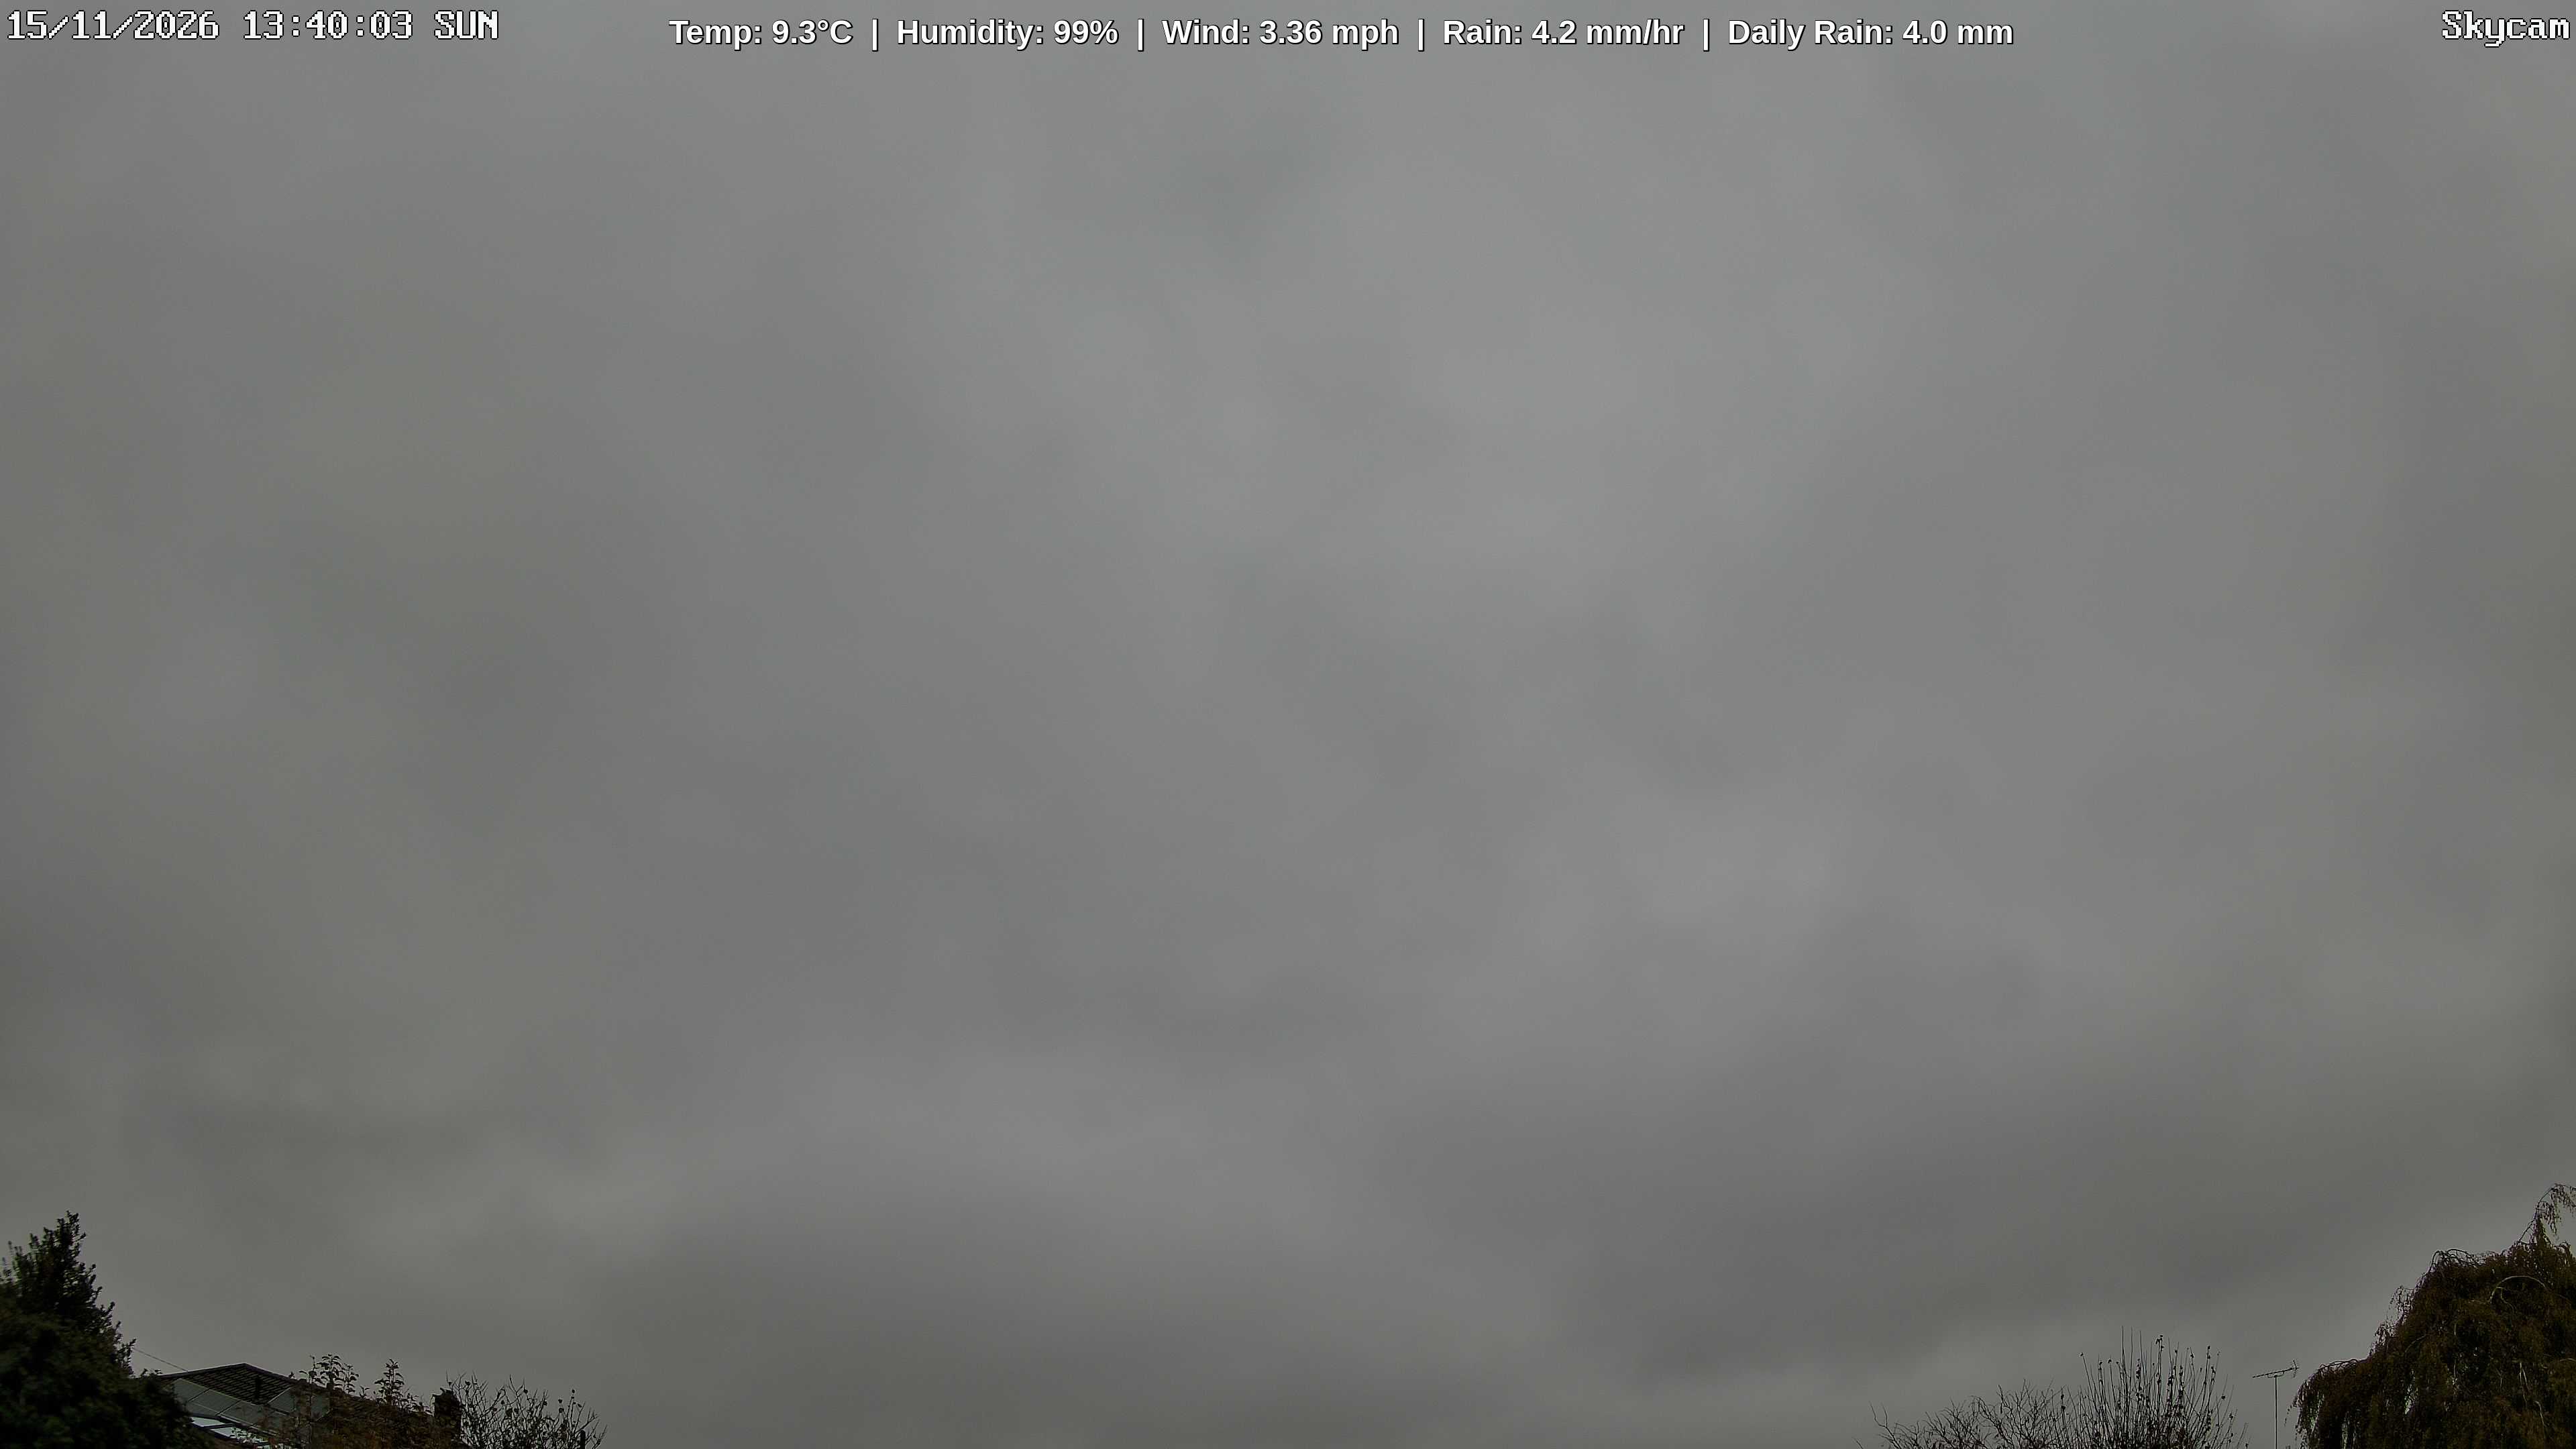 15/11/2026 13:40:03 SUN
Temp: 9.3°C | Humidity: 99% | Wind: 3.36 mph | Rain: 4.2 mm/hr | Daily Rain: 4.0 mm
Skycam